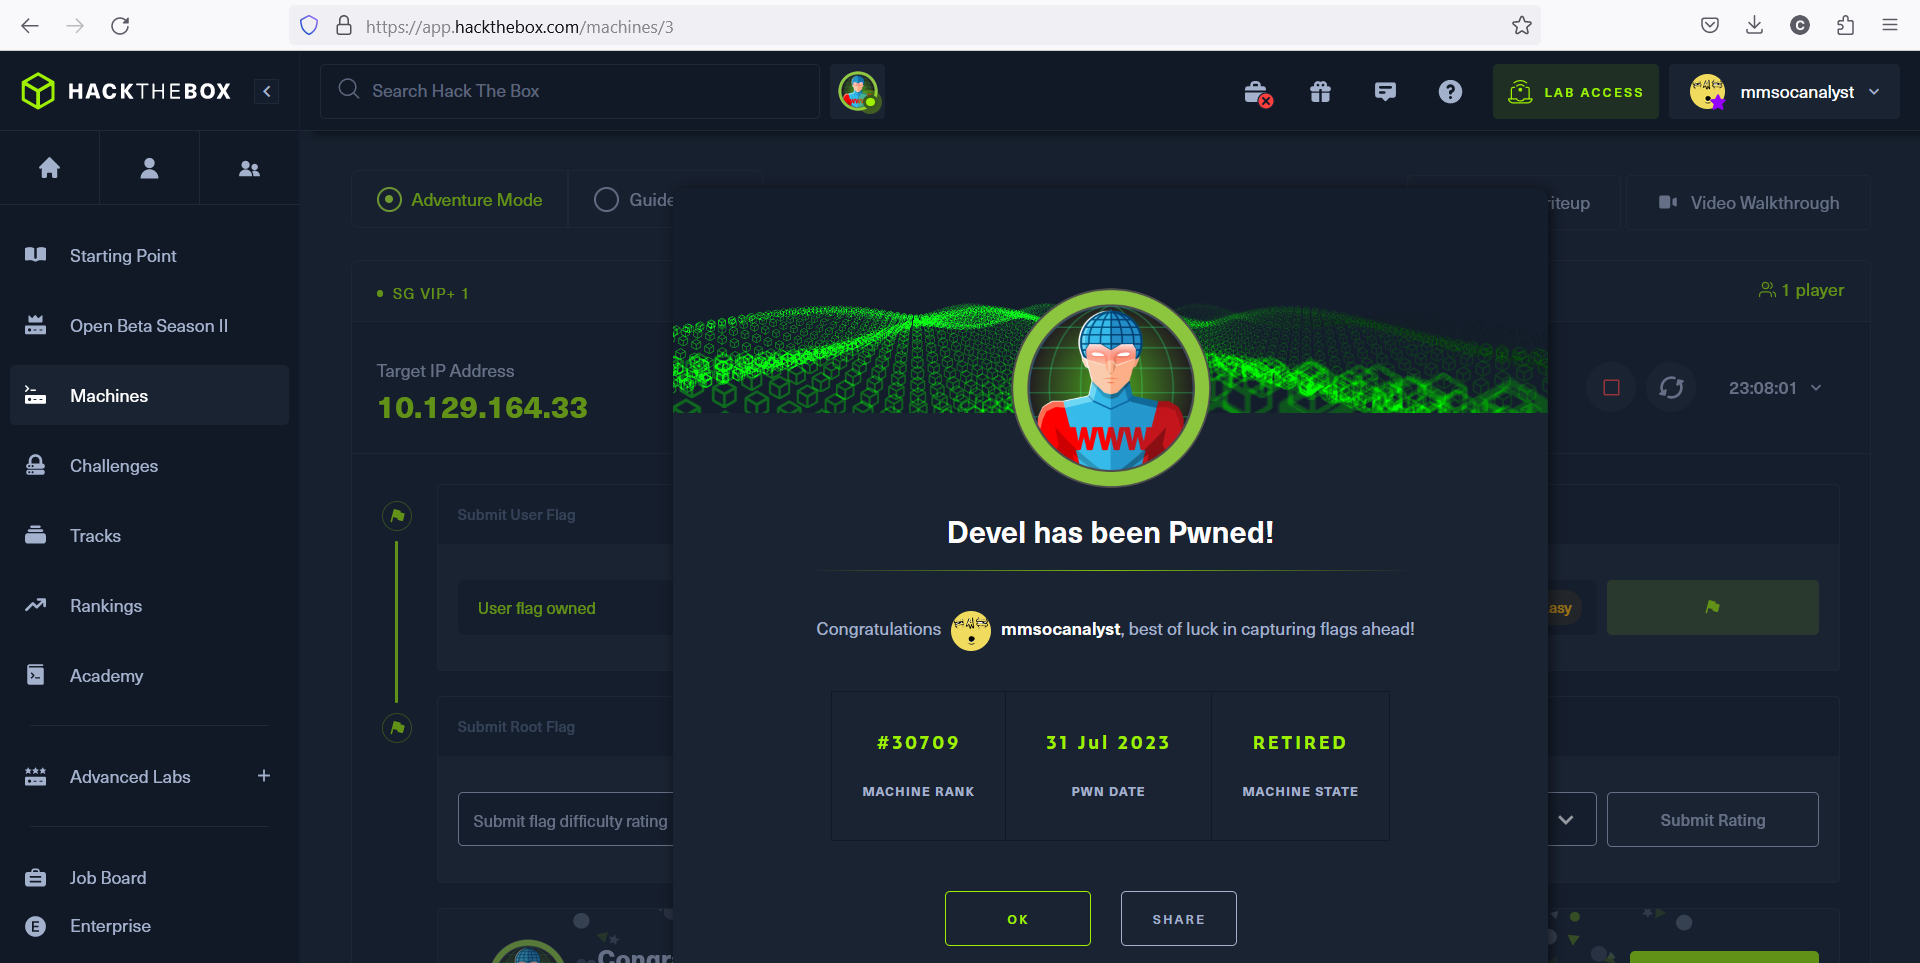 https://app.hackthebox.com/machines/3
C
HACKTHEBOX
Search Hack The Box
LAB ACCESS
mmsocanalyst
Starting Point
Open Beta Season II
Machines
Challenges
Tracks
Rankings
Academy
Advanced Labs
Job Board
E
Enterprise
Adventure Mode
Guide
riteup
Video Walkthrough
SG VIP+ 1
1 player
Target IP Address
10.129.164.33
23:08:01
Submit User Flag
User flag owned
asy
Submit Root Flag
Submit flag difficulty rating
Submit Rating
Congr
WWW
Devel has been Pwned!
Congratulations mmsocanalyst, best of luck in capturing flags ahead!
#30709
MACHINE RANK
31 Jul 2023
PWN DATE
RETIRED
MACHINE STATE
OK
SHARE